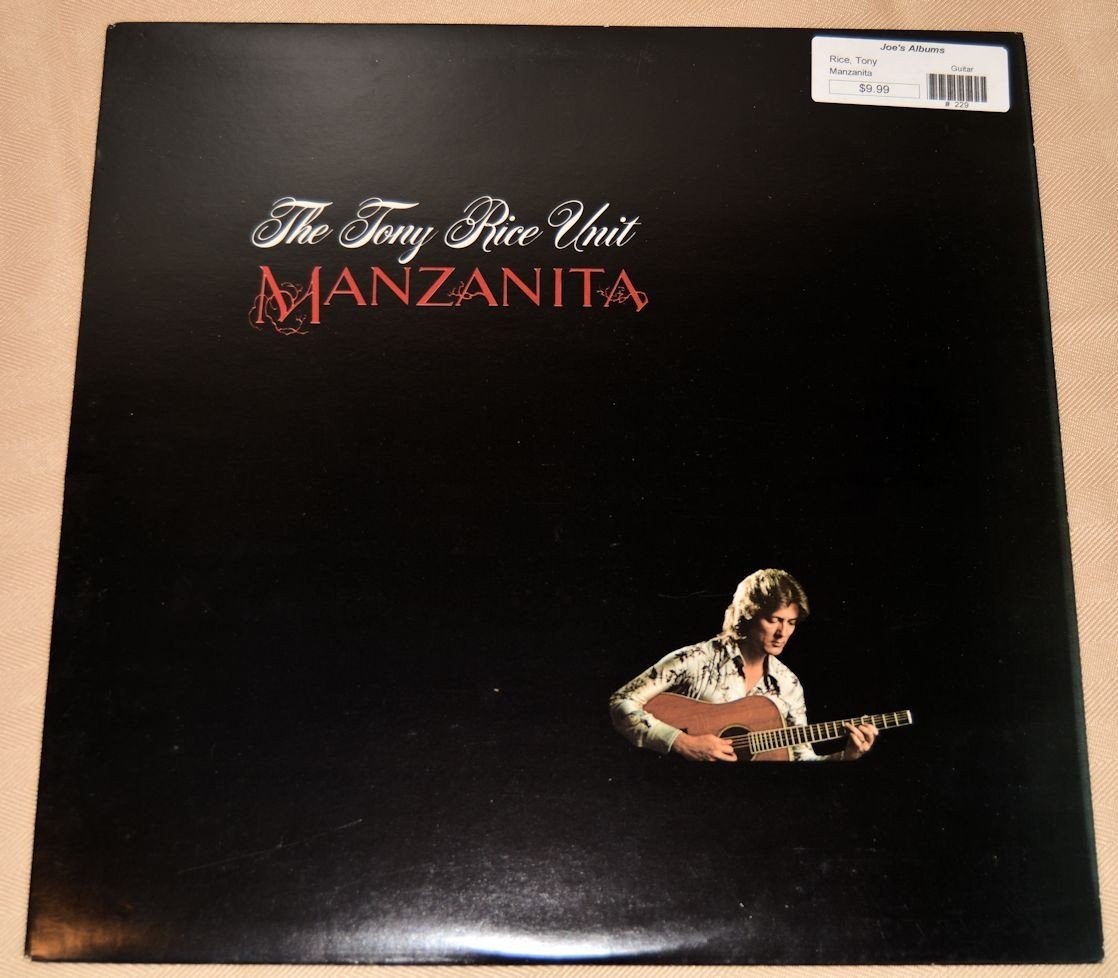 Joe's Albums
Rice, Tony
Guitar
Manzanita
$9.99
# 229
The Tony Rice Unit
MANZANITA